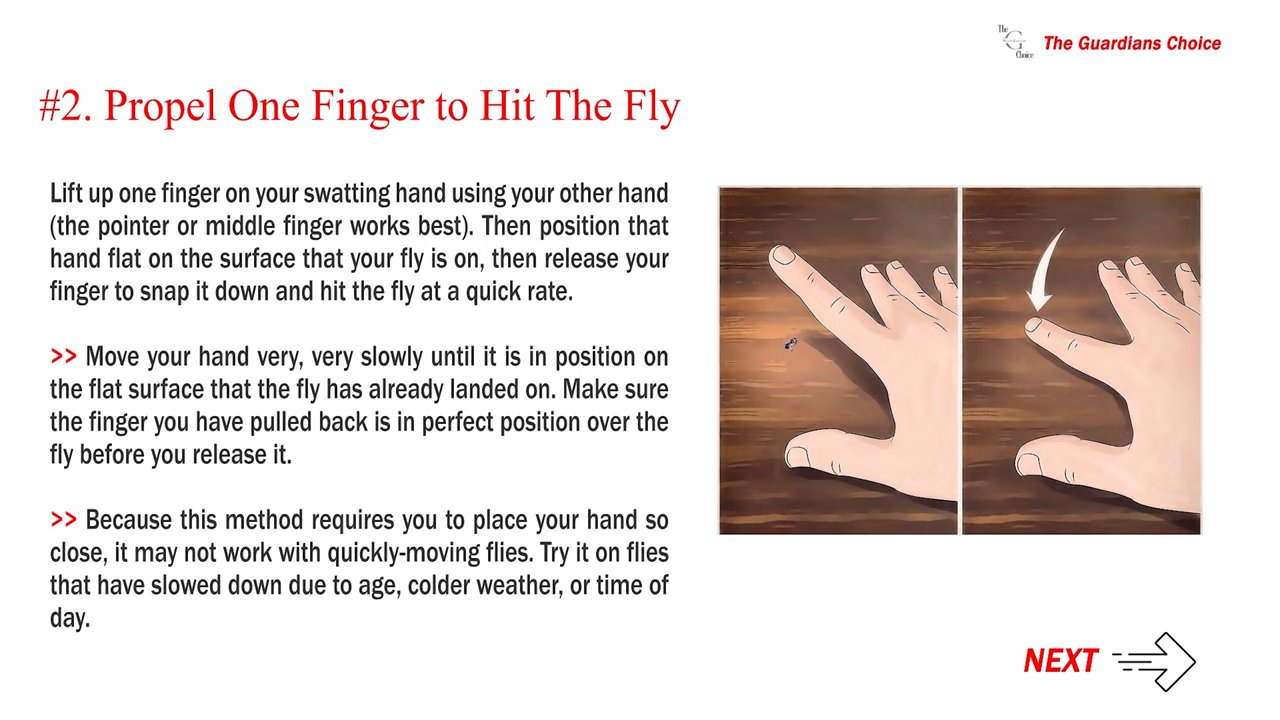 The
G
Choice
The Guardians Choice
#2. Propel One Finger to Hit The Fly
Lift up one finger on your swatting hand using your other hand
(the pointer or middle finger works best). Then position that
hand flat on the surface that your fly is on, then release your
finger to snap it down and hit the fly at a quick rate.
>> Move your hand very, very slowly until it is in position on
the flat surface that the fly has already landed on. Make sure
the finger you have pulled back is in perfect position over the
fly before you release it.
>> Because this method requires you to place your hand so
close, it may not work with quickly-moving flies. Try it on flies
that have slowed down due to age, colder weather, or time of
day.
NEXT